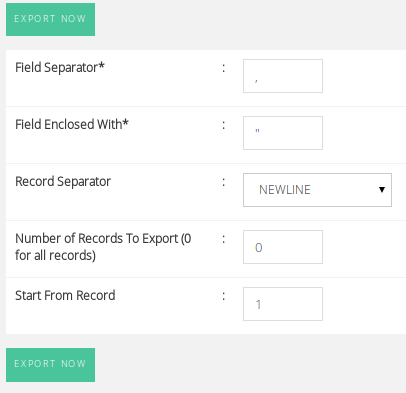 EXPORT NOW
Field Separator* : ,
Field Enclosed With* : "
Record Separator : NEWLINE
Number of Records To Export (0 : 0
for all records)
Start From Record : 1
EXPORT NOW